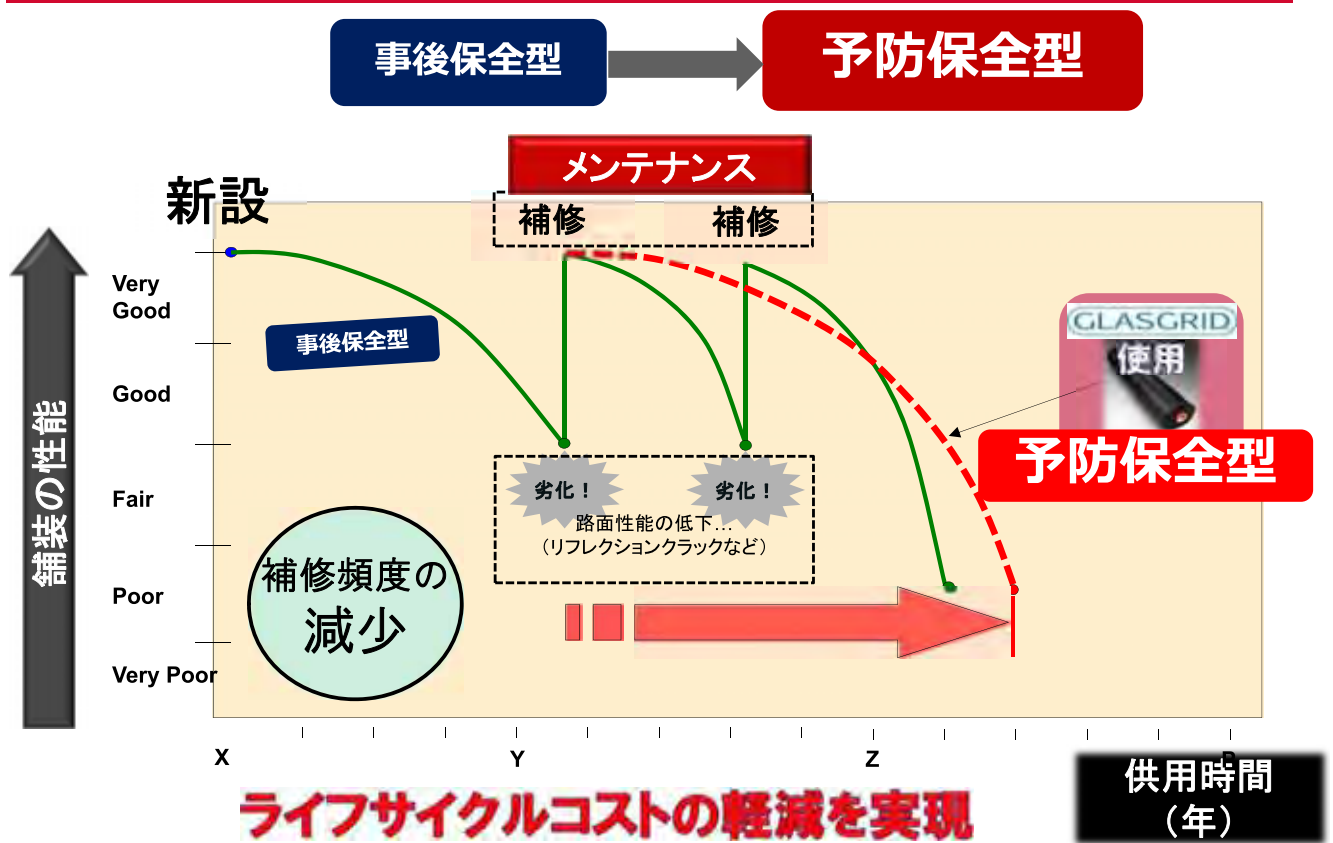 事後保全型
予防保全型
メンテナンス
新設
補修
補修
Very
Good
事後保全型
GLASGRID
使用
Good
舗装の性能
予防保全型
Fair
劣化！
劣化！
路面性能の低下…
（リフレクションクラックなど）
補修頻度の
減少
Poor
Very Poor
X
Y
Z
供用時間
（年）
ライフサイクルコストの軽減を実現